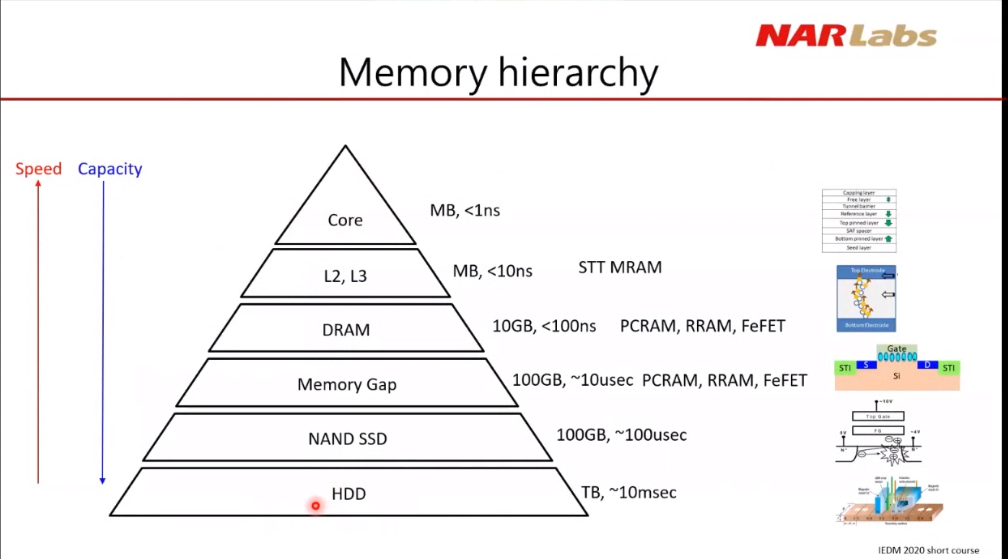 NARLabs
Memory hierarchy
Speed Capacity
Core
MB, <1ns
L2, L3
MB, <10ns
STT MRAM
DRAM
10GB, <100ns
PCRAM, RRAM, FeFET
Memory Gap
100GB, ~10usec
PCRAM, RRAM, FeFET
NAND SSD
100GB, ~100usec
HDD
TB, ~10msec
Capping layer
Free layer
Tunnel barrier
Reference layer
Top pinned layer
SAF spacer
Bottom pinned layer
Seed layer
Top Electrode
Bottom Electrode
Gate
STI S D STI
Si
IEDM 2020 short course